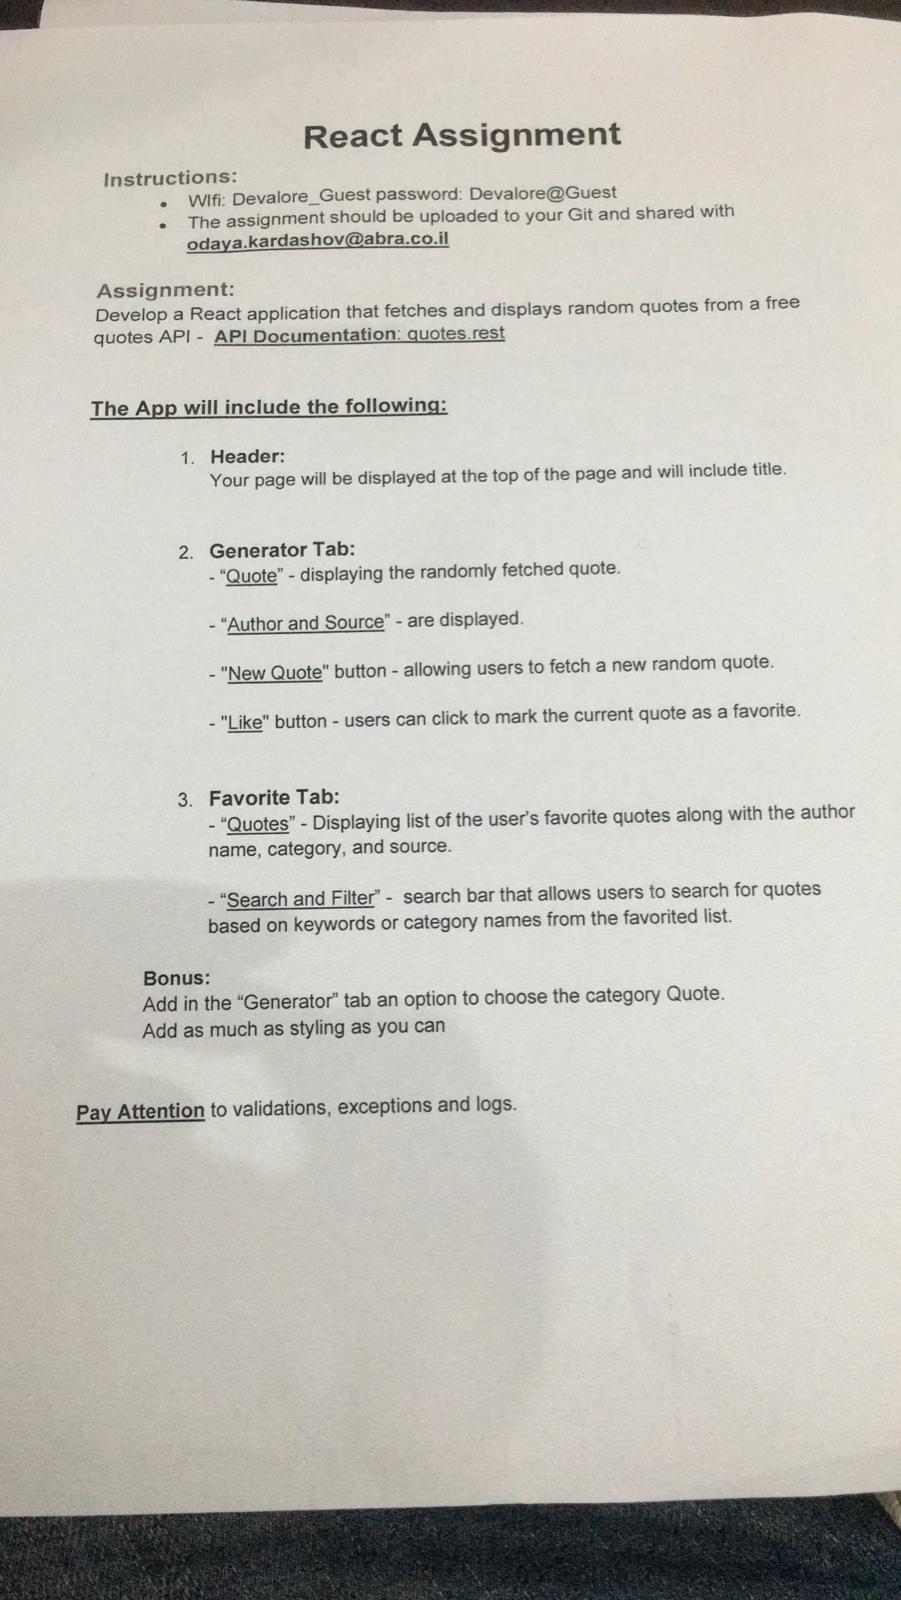 React Assignment
Instructions:
• WIfi: Devalore_Guest password: Devalore@Guest
• The assignment should be uploaded to your Git and shared with
odaya.kardashov@abra.co.il
Assignment:
Develop a React application that fetches and displays random quotes from a free
quotes API - API Documentation: quotes.rest
The App will include the following:
1. Header:
Your page will be displayed at the top of the page and will include title.
2. Generator Tab:
- “Quote” - displaying the randomly fetched quote.
- “Author and Source” - are displayed.
- "New Quote" button - allowing users to fetch a new random quote.
- "Like" button - users can click to mark the current quote as a favorite.
3. Favorite Tab:
- “Quotes” - Displaying list of the user's favorite quotes along with the author
name, category, and source.
- “Search and Filter” - search bar that allows users to search for quotes
based on keywords or category names from the favorited list.
Bonus:
Add in the “Generator” tab an option to choose the category Quote.
Add as much as styling as you can
Pay Attention to validations, exceptions and logs.